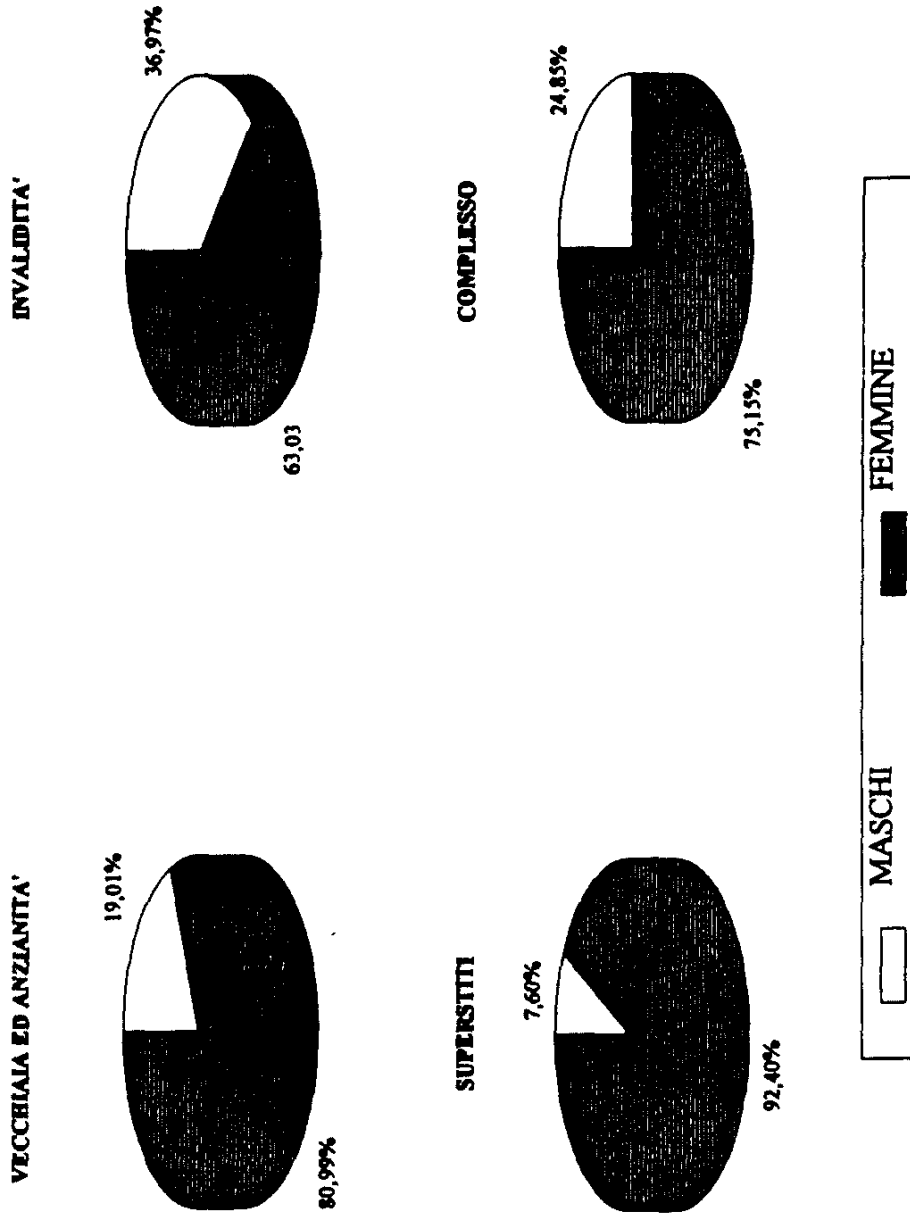 VECCHIAIA ED ANZIANITA'
19,01%
80,99%
INVALIDITA'
36,97%
63,03
SUPERSTITI
7,60%
92,40%
COMPLESSO
24,85%
75,15%
MASCHI
FEMMINE